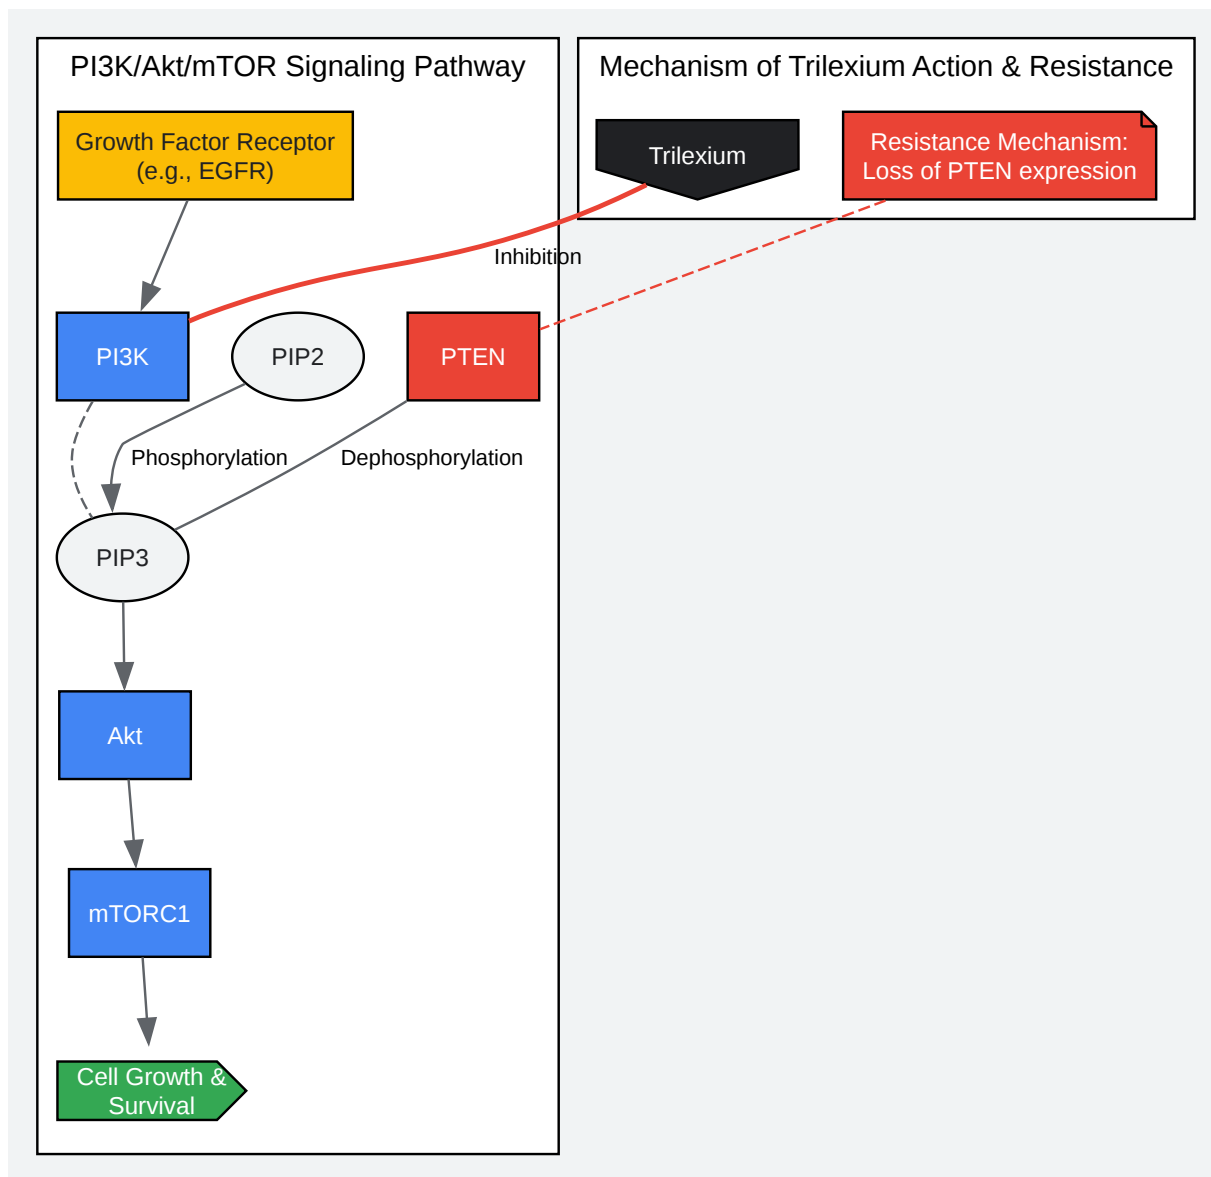 PI3K/Akt/mTOR Signaling Pathway
Mechanism of Trilexium Action & Resistance
Growth Factor Receptor
(e.g., EGFR)
Trilexium
Resistance Mechanism:
Loss of PTEN expression
Inhibition
PI3K
PIP2
PTEN
Phosphorylation
Dephosphorylation
PIP3
Akt
mTORC1
Cell Growth &
Survival